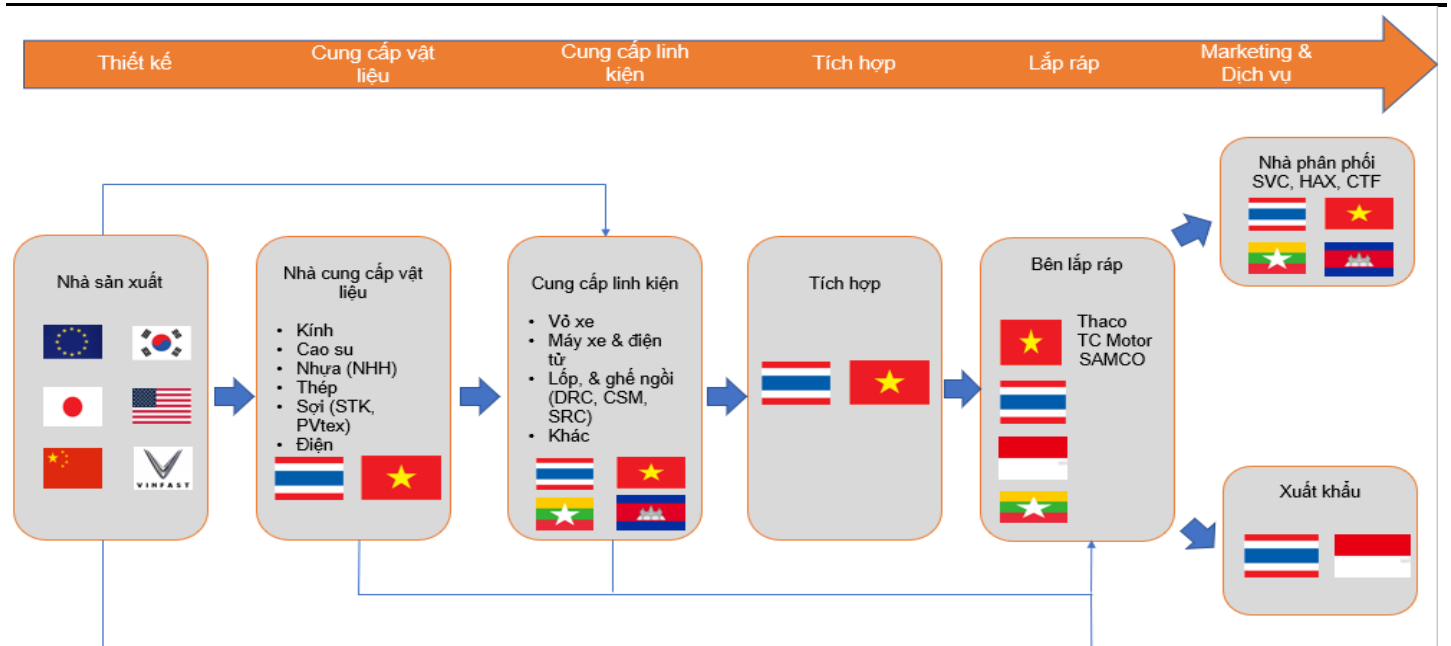 Thiết kế
Cung cấp vật
liệu
Cung cấp linh
kiện
Tích hợp
Lắp ráp
Marketing &
Dịch vụ
Nhà sản xuất
VINFAST
Nhà cung cấp vật
liệu
• Kính
• Cao su
• Nhựa (NHH)
• Thép
• Sợi (STK,
PVtex)
• Điện
Cung cấp linh kiện
• Vỏ xe
• Máy xe & điện
tử
• Lốp, & ghế ngồi
(DRC, CSM,
SRC)
• Khác
Tích hợp
Bên lắp ráp
Thaco
TC Motor
SAMCO
Nhà phân phối
SVC, HAX, CTF
Xuất khẩu